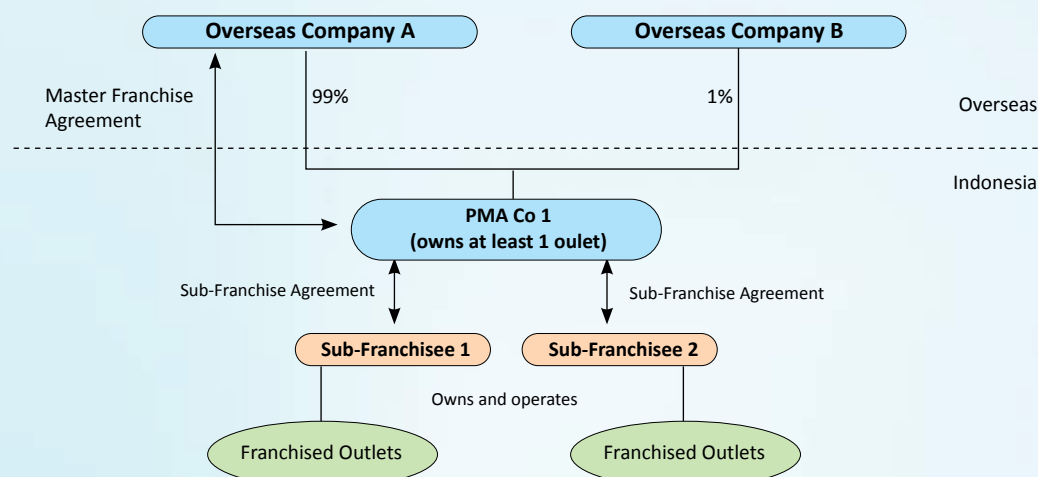 Overseas Company A
Overseas Company B
Master Franchise
Agreement
99%
1%
Overseas
Indonesia
PMA Co 1
(owns at least 1 oulet)
Sub-Franchise Agreement
Sub-Franchise Agreement
Sub-Franchisee 1
Sub-Franchisee 2
Owns and operates
Franchised Outlets
Franchised Outlets